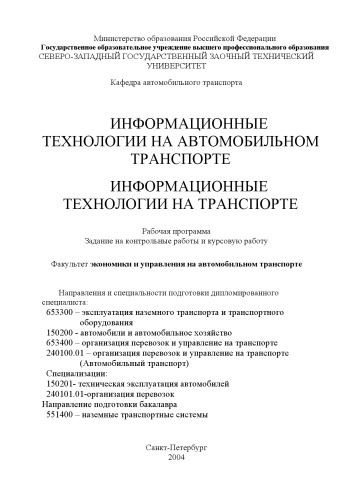 Министерство образования Российской Федерации
Государственное образовательное учреждение высшего профессионального образования
СЕВЕРО-ЗАПАДНЫЙ ГОСУДАРСТВЕННЫЙ ЗАОЧНЫЙ ТЕХНИЧЕСКИЙ
УНИВЕРСИТЕТ
Кафедра автомобильного транспорта
ИНФОРМАЦИОННЫЕ
ТЕХНОЛОГИИ НА АВТОМОБИЛЬНОМ
ТРАНСПОРТЕ
ИНФОРМАЦИОННЫЕ
ТЕХНОЛОГИИ НА ТРАНСПОРТЕ
Рабочая программа
Задание на контрольные работы и курсовую работу
Факультет экономики и управления на автомобильном транспорте
Направления и специальности подготовки дипломированного
специалиста:
653300 – эксплуатация наземного транспорта и транспортного
оборудования
150200 - автомобили и автомобильное хозяйство
653400 – организация перевозок и управление на транспорте
240100.01 – организация перевозок и управление на транспорте
(Автомобильный транспорт)
Специализации:
150201- техническая эксплуатация автомобилей
240101.01-организация перевозок
Направление подготовки бакалавра
551400 – наземные транспортные системы
Санкт-Петербург
2004